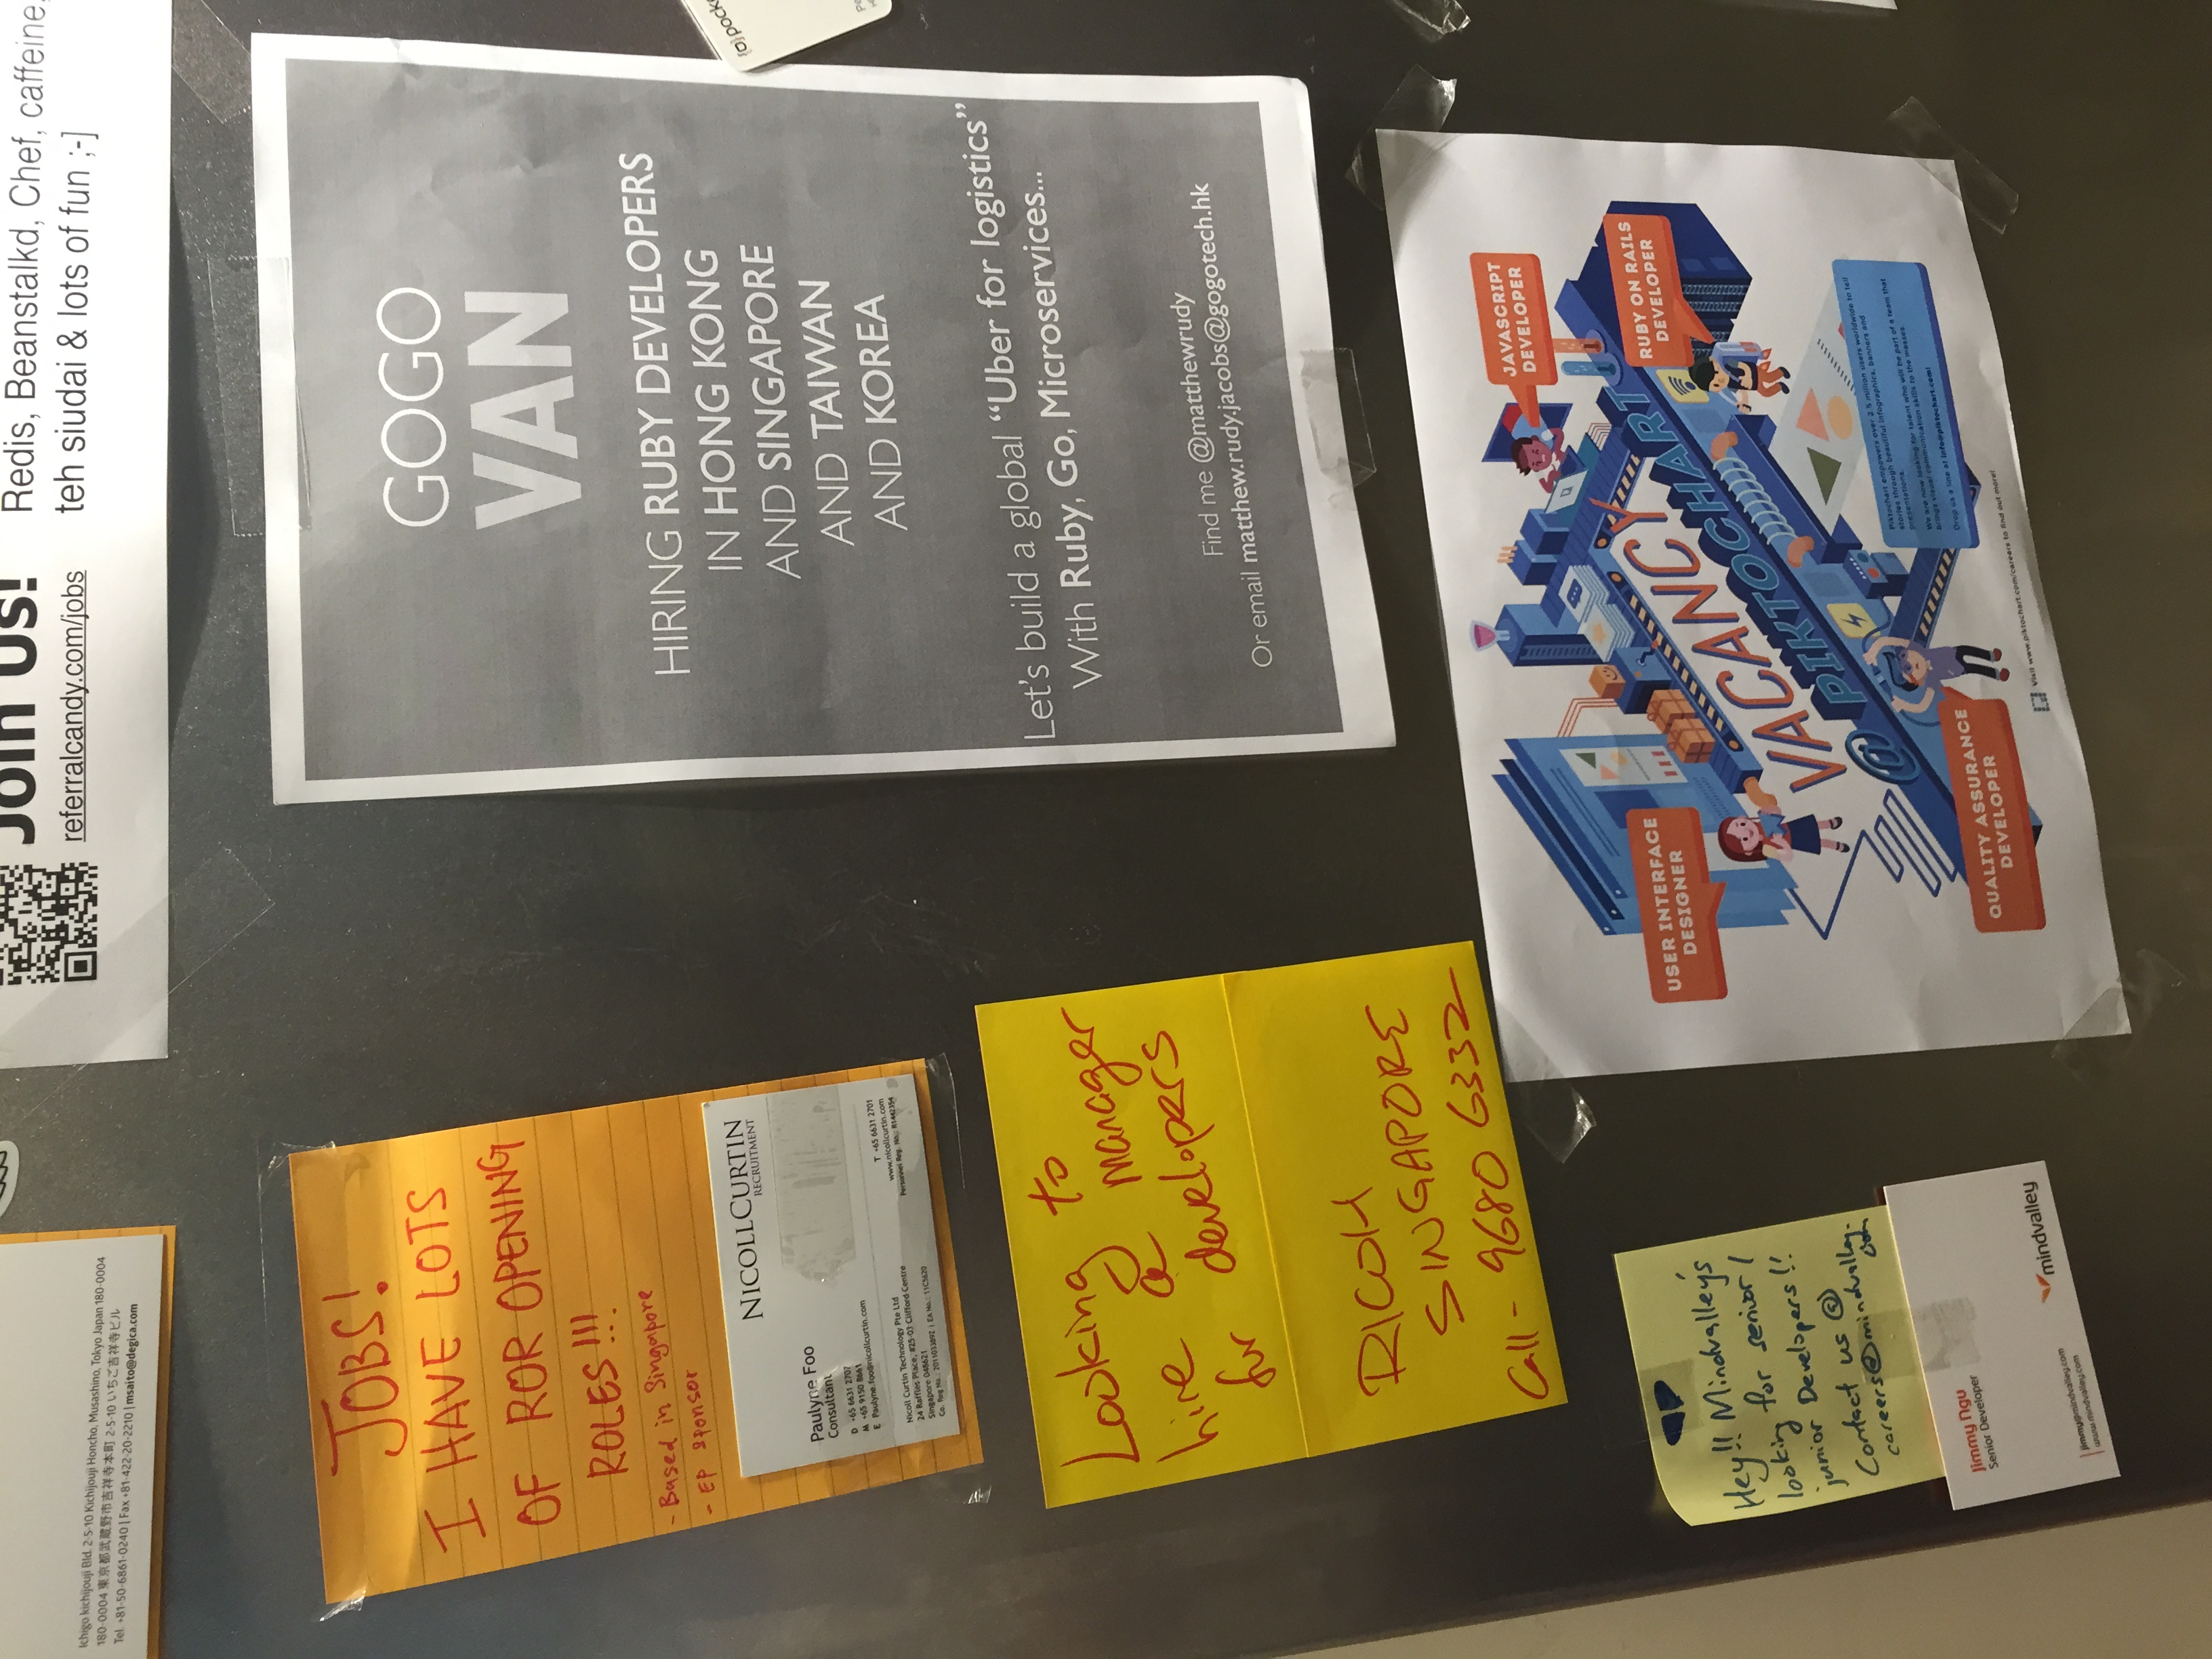 Ichigo kichijouji Bld. 2-5-10 Kichijouji Honcho, Musashino, Tokyo Japan 180-0004
180-0004 東京都武蔵野市吉祥寺本町 2-5-10 いちご吉祥寺ビル
Tel. +81-50-6861-0240 | Fax +81-422-20-2210 | msaito@degica.com
Join Us!
referralcandy.com/jobs
Redis, Beanstalkd, Chef, caffeine,
teh siudai & lots of fun ;-]
JOBS!
I HAVE LOTS
OF ROR OPENING
ROLES!!!
- Based in Singapore
- EP Sponsor
NICOLLCURTIN
RECRUITMENT
Paulyne Foo
Consultant
D +65 6631 2707
M +65 9150 8661
E Paulyne.foo@nicollcurtin.com
Nicoll Curtin Technology Pte Ltd
24 Raffles Place, #25-03 Clifford Centre
Singapore 048621
Co. Reg No.: | EA No.: 11C5620
T +65 6631 2701
www.nicollcurtin.com
Personnel Reg. No.: R1442354
GOGO
VAN
HIRING RUBY DEVELOPERS
IN HONG KONG
AND SINGAPORE
AND TAIWAN
AND KOREA
Let's build a global “Uber for logistics”
With Ruby, Go, Microservices...
Find me @matthewrudy
Or email matthew.rudy.jacobs@gogotech.hk
Looking to
hire a manager
for developers
RICOH
SINGAPORE
Call - 9680 6332
Hey!! Mindvalley's
looking for senior /
junior Developers!!
Contact us @
careers@mindvalley.
com
Jimmy Ngu
Senior Developer
mindvalley
jimmy@mindvalley.com
www.mindvalley.com
JAVASCRIPT
DEVELOPER
RUBY ON RAILS
DEVELOPER
USER INTERFACE
DESIGNER
VACANCY
@ PIKTOCHART
QUALITY ASSURANCE
DEVELOPER
Piktochart empowers over 2.5 million users worldwide to tell
stories through beautiful infographics, banners and
presentations.
We are now looking for talent who will be part of a team that
brings visual communication skills to the masses.
Drop us a line at info@piktochart.com!
Visit www.piktochart.com/careers to find out more!